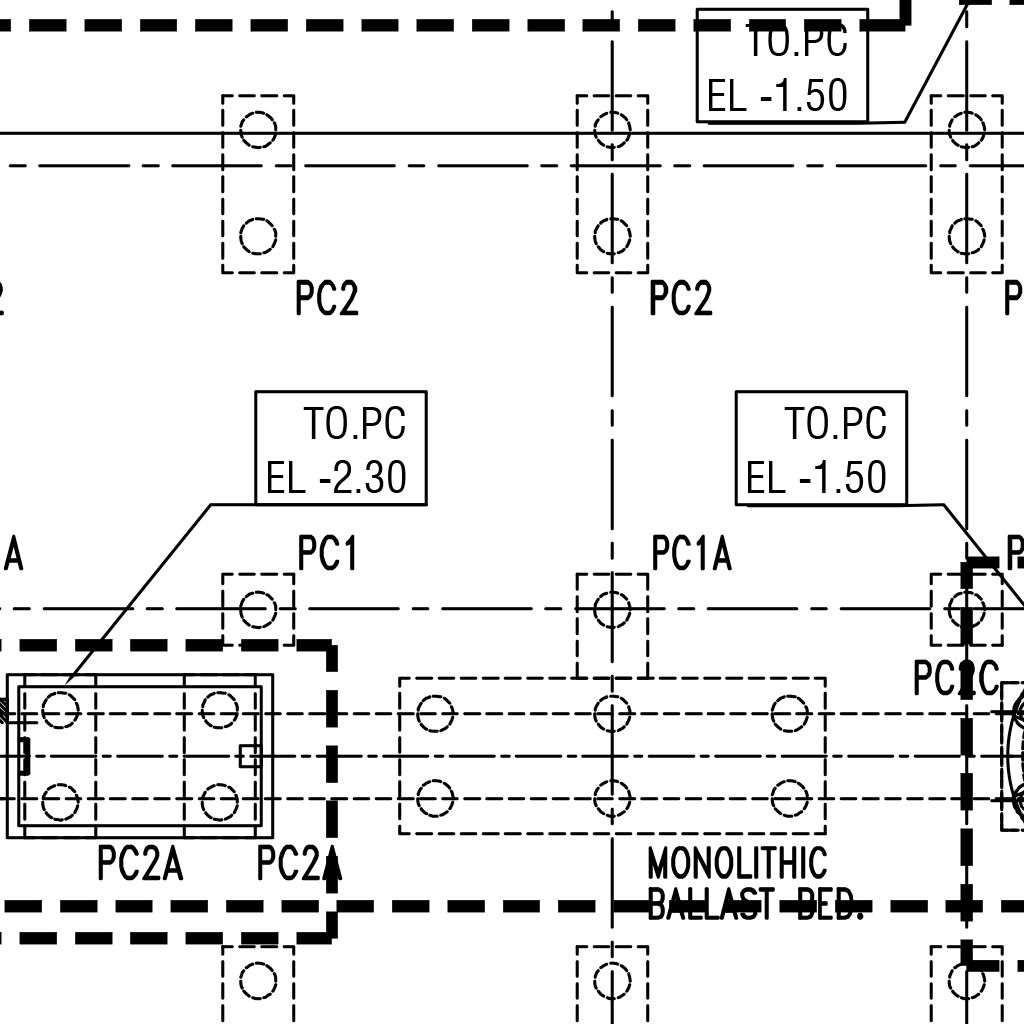 TO.PC
EL -1.50
2
PC2
PC2
P
TO.PC
EL -2.30
TO.PC
EL -1.50
A
PC1
PC1A
P
PC2C
PC2A
PC2A
MONOLITHIC
BALLAST BED.